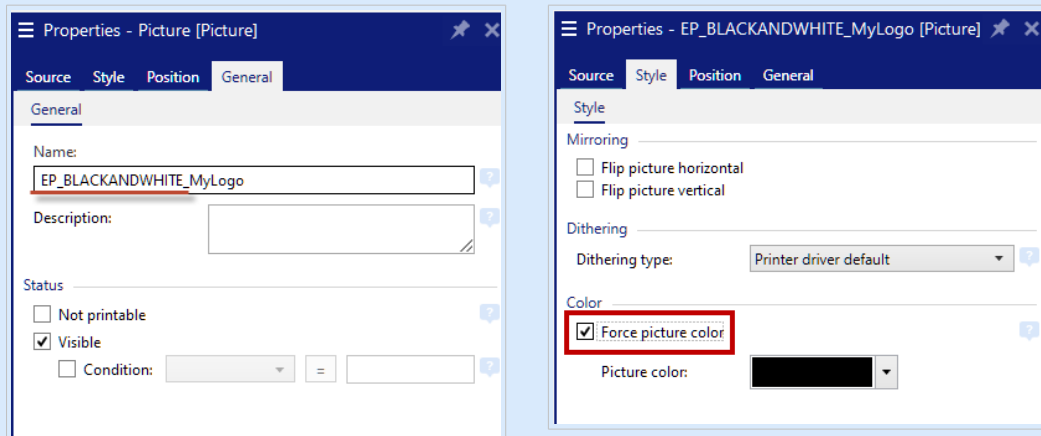 Properties - Picture [Picture]
Source Style Position General
General
Name:
EP_BLACKANDWHITE_MyLogo
?
Description:
?
Status
Not printable
?
Visible
Condition:
=
?
Properties - EP_BLACKANDWHITE_MyLogo [Picture]
Source Style Position General
Style
Mirroring
Flip picture horizontal
Flip picture vertical
Dithering
Dithering type:
Printer driver default
?
Color
Force picture color
?
Picture color: